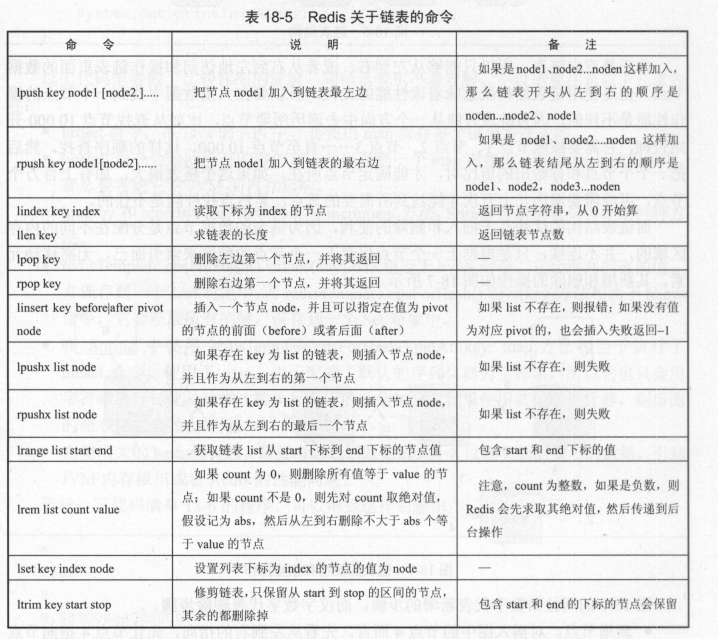 表 18-5 Redis 关于链表的命令
命 令
说 明
备 注
lpush key node1 [node2.].....
把节点 node1 加入到链表最左边
如果是 node1、node2...noden 这样加入，
那么链表开头从左到右的顺序是
noden...node2、node1
rpush key node1[node2]......
把节点 node1 加入到链表的最右边
如果是 node1、node2...noden 这样加
入，那么链表结尾从左到右的顺序是
node1、node2，node3...noden
lindex key index
读取下标为 index 的节点
返回节点字符串，从 0 开始算
llen key
求链表的长度
返回链表节点数
lpop key
删除左边第一个节点，并将其返回
—
rpop key
删除右边第一个节点，并将其返回
—
linsert key before|after pivot
node
插入一个节点 node，并且可以指定在值为 pivot
的节点的前面（before）或者后面（after）
如果 list 不存在，则报错；如果没有值
为对应 pivot 的，也会插入失败返回–1
lpushx list node
如果存在 key 为 list 的链表，则插入节点 node，
并且作为从左到右的第一个节点
如果 list 不存在，则失败
rpushx list node
如果存在 key 为 list 的链表，则插入节点 node，
并且作为从左到右的最后一个节点
如果 list 不存在，则失败
lrange list start end
获取链表 list 从 start 下标到 end 下标的节点值
包含 start 和 end 下标的值
lrem list count value
如果 count 为 0，则删除所有值等于 value 的节
点；如果 count 不是 0，则先对 count 取绝对值，
假设记为 abs，然后从左到右删除不大于 abs 个等
于 value 的节点
注意，count 为整数，如果是负数，则
Redis 会先求取其绝对值，然后传递到后
台操作
lset key index node
设置列表下标为 index 的节点的值为 node
—
ltrim key start stop
修剪链表，只保留从 start 到 stop 的区间的节点，
其余的都删除掉
包含 start 和 end 的下标的节点会保留